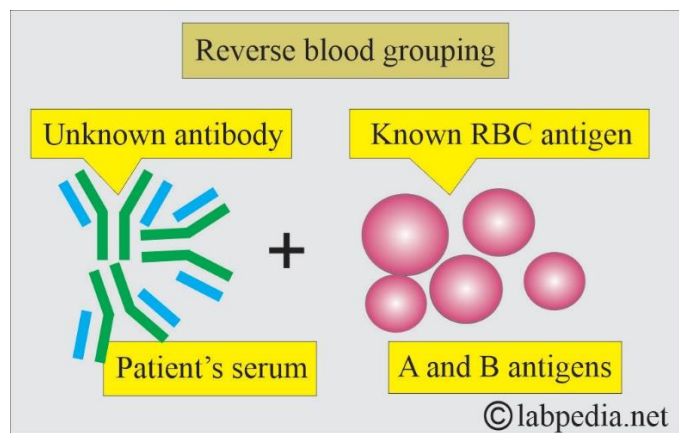 Reverse blood grouping
Unknown antibody
Known RBC antigen
+
Patient's serum
A and B antigens
©labpedia.net